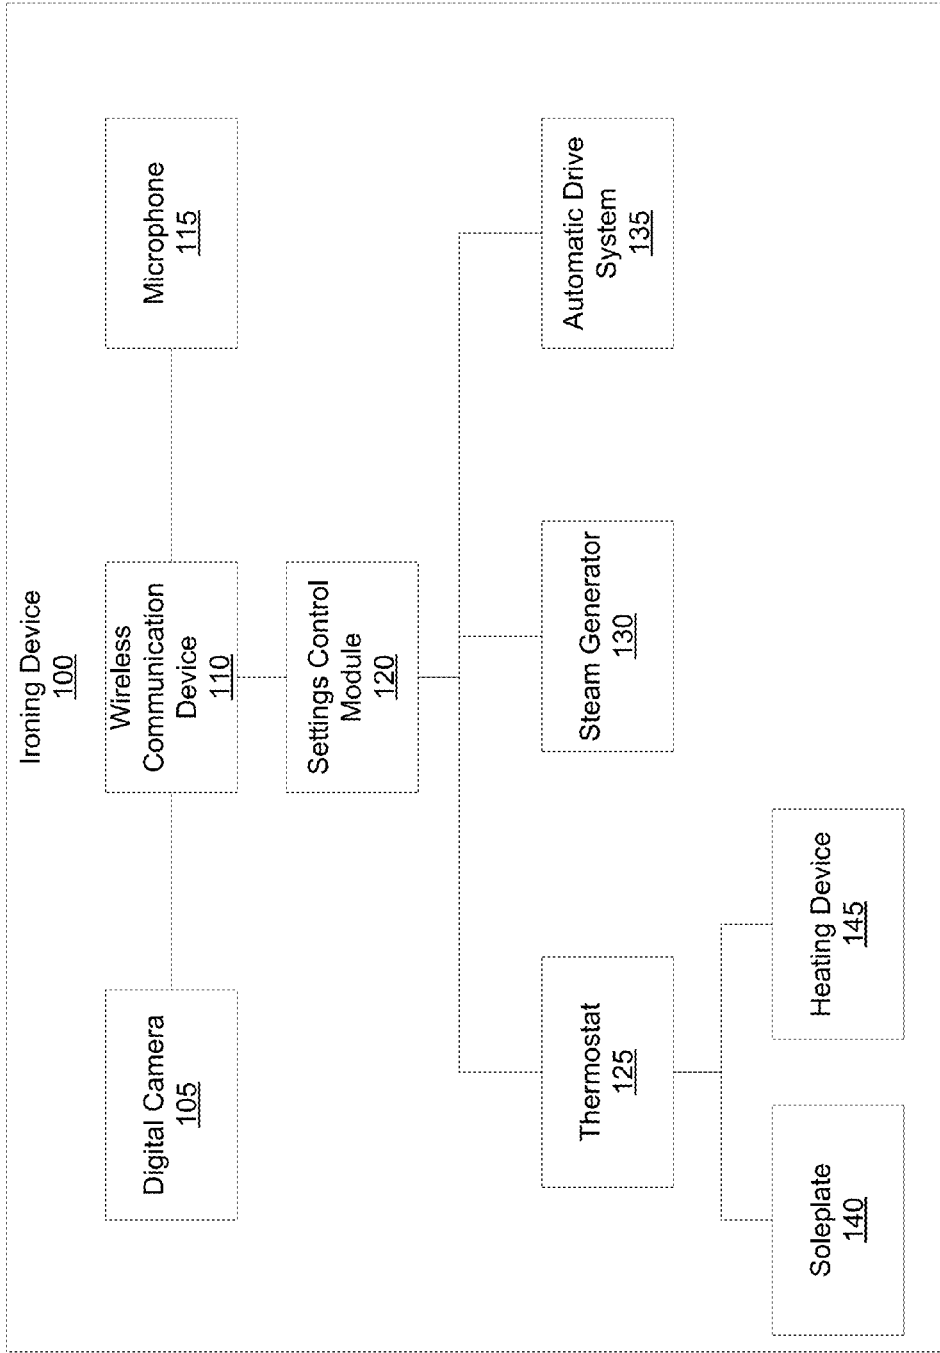 Ironing Device
100
Digital Camera
105
Wireless
Communication
Device
110
Microphone
115
Settings Control
Module
120
Thermostat
125
Steam Generator
130
Automatic Drive
System
135
Soleplate
140
Heating Device
145